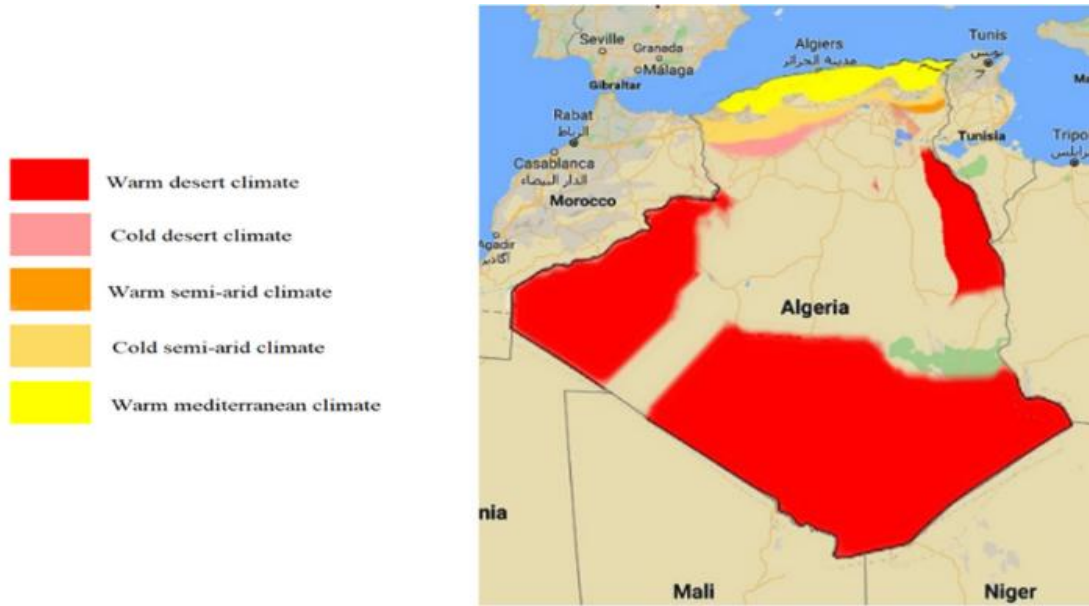 Warm desert climate
Cold desert climate
Warm semi-arid climate
Cold semi-arid climate
Warm mediterranean climate
Seville
Granada
Málaga
Gibraltar
Algiers
مدينة الجزائر
Tunis
تونس
Rabat
الرباط
Casablanca
الدار البيضاء
Morocco
Agadir
أكادير
Tunisia
Tripo
Algeria
nia
Mali
Niger